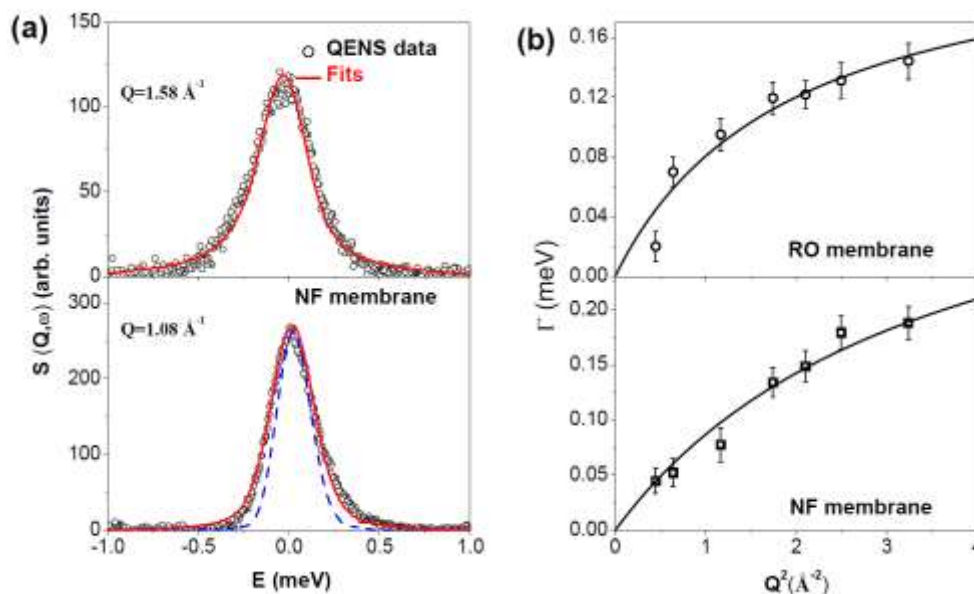 (a)
150
100
50
0
Q=1.58 Å⁻¹
QENS data
Fits
NF membrane
300
200
100
0
Q=1.08 Å⁻¹
S (Q,ω) (arb. units)
-1.0 -0.5 0.0 0.5 1.0
E (meV)
(b)
0.16
0.12
0.08
0.04
0.00
RO membrane
Γ (meV)
0.20
0.15
0.10
0.05
0.00
NF membrane
0 1 2 3 4
Q²(Å⁻²)